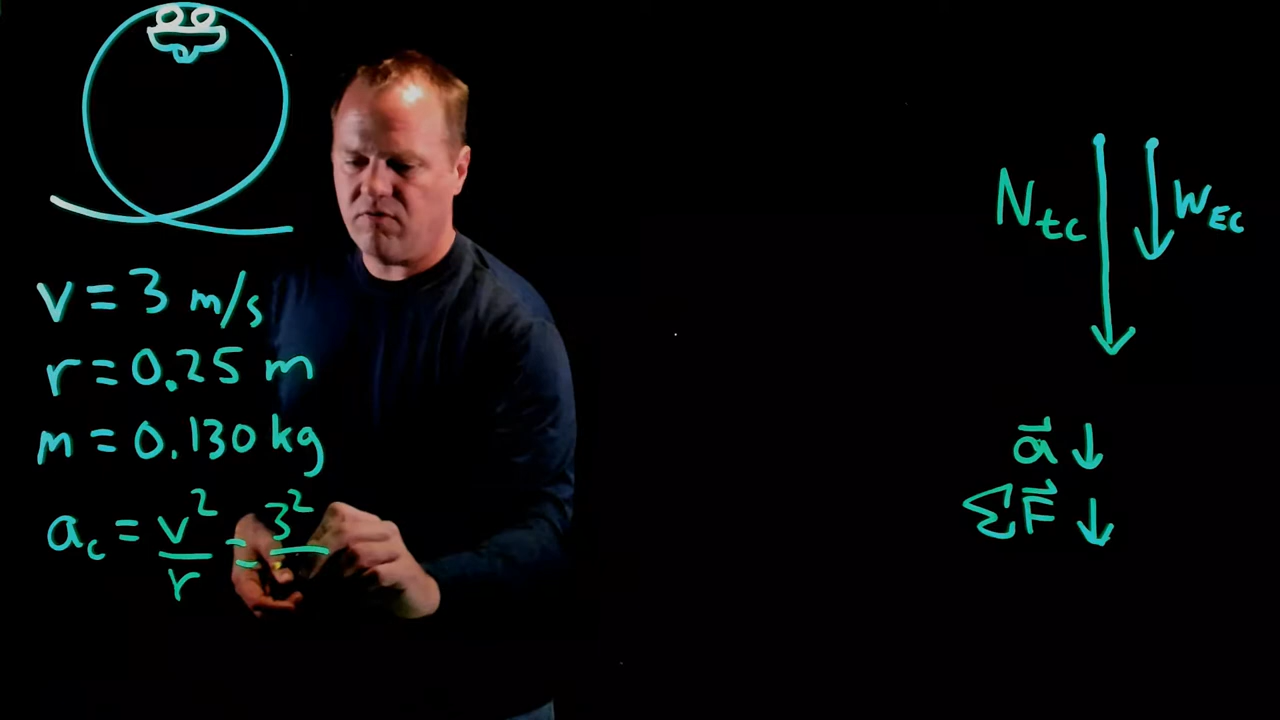 v = 3 m/s
r = 0.25 m
m = 0.130 kg
a_c = v²/r = 3²
N_tc
W_EC
a⃗ ↓
ΣF⃗ ↓